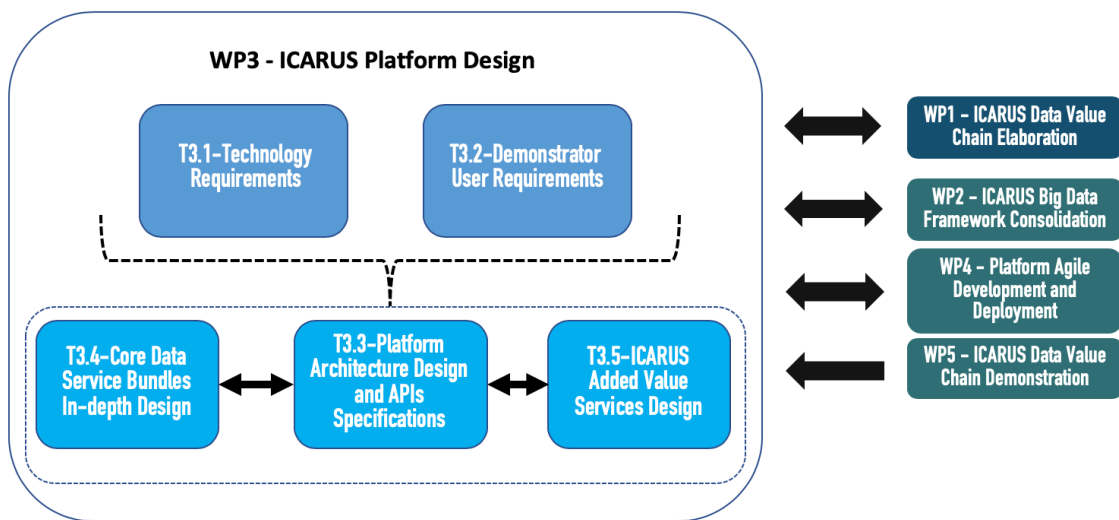 WP3 - ICARUS Platform Design
T3.1-Technology
Requirements
T3.2-Demonstrator
User Requirements
T3.4-Core Data
Service Bundles
In-depth Design
T3.3-Platform
Architecture Design
and APIs
Specifications
T3.5-ICARUS
Added Value
Services Design
WP1 - ICARUS Data Value
Chain Elaboration
WP2 - ICARUS Big Data
Framework Consolidation
WP4 - Platform Agile
Development and
Deployment
WP5 - ICARUS Data Value
Chain Demonstration